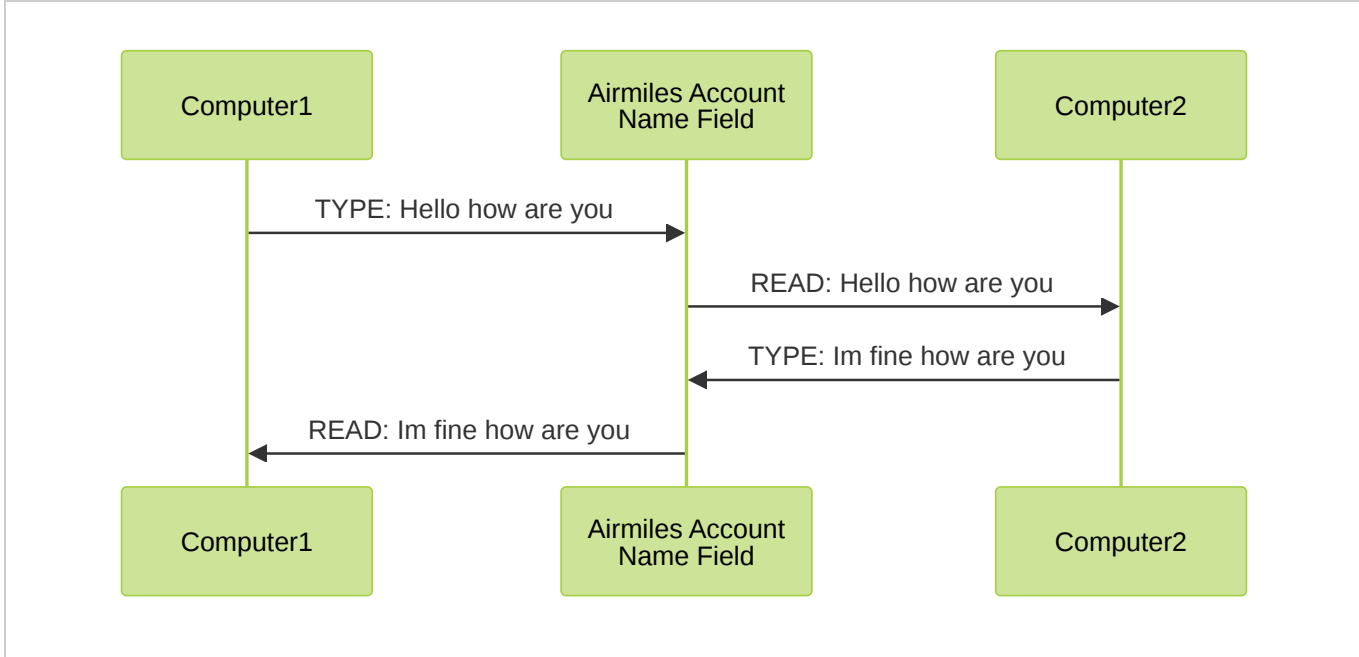 Computer1
Airmiles Account
Name Field
Computer2
TYPE: Hello how are you
READ: Hello how are you
TYPE: Im fine how are you
READ: Im fine how are you
Computer1
Airmiles Account
Name Field
Computer2